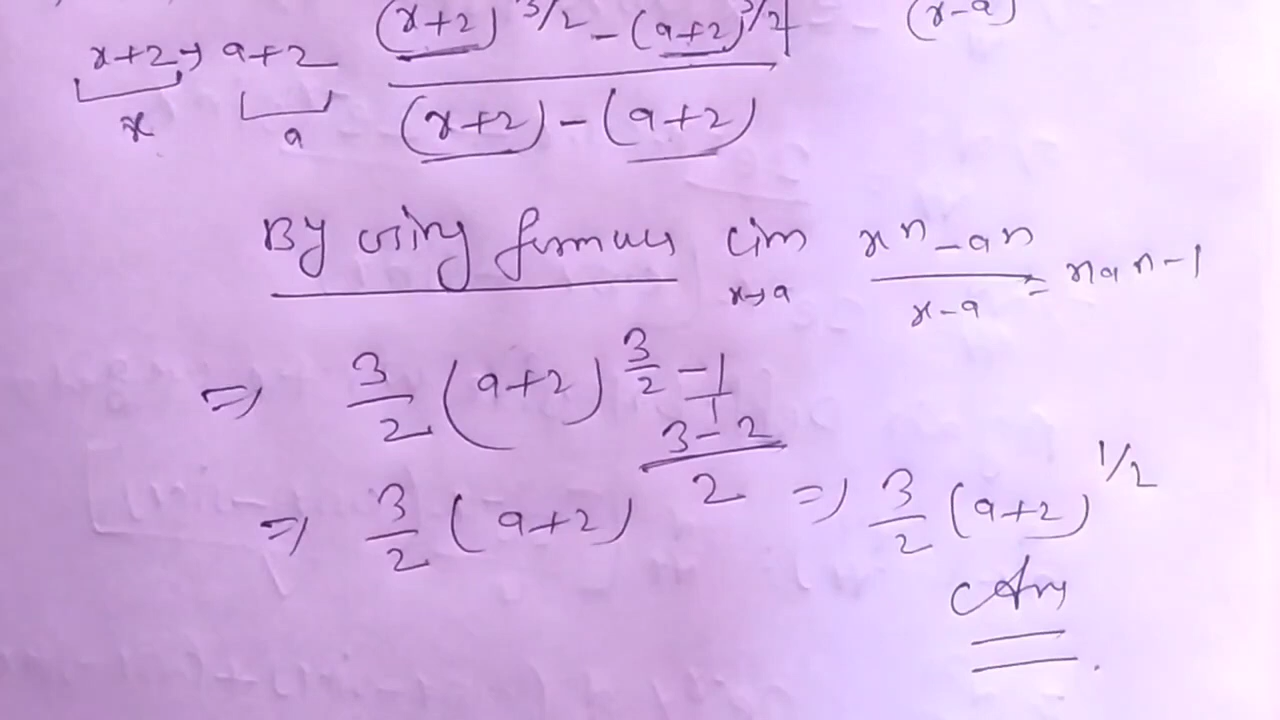 (x+2)^3/2 - (a+2)^3/2 (x-a)
x+2→ a+2
(x+2) - (a+2)
x a
By using formula lim x→a x^n - a^n / x-a = na^n-1
⇒ 3/2 (a+2)^3/2 - 1/1
⇒ 3/2 (a+2)^3-2/2 ⇒ 3/2 (a+2)^1/2
Ans